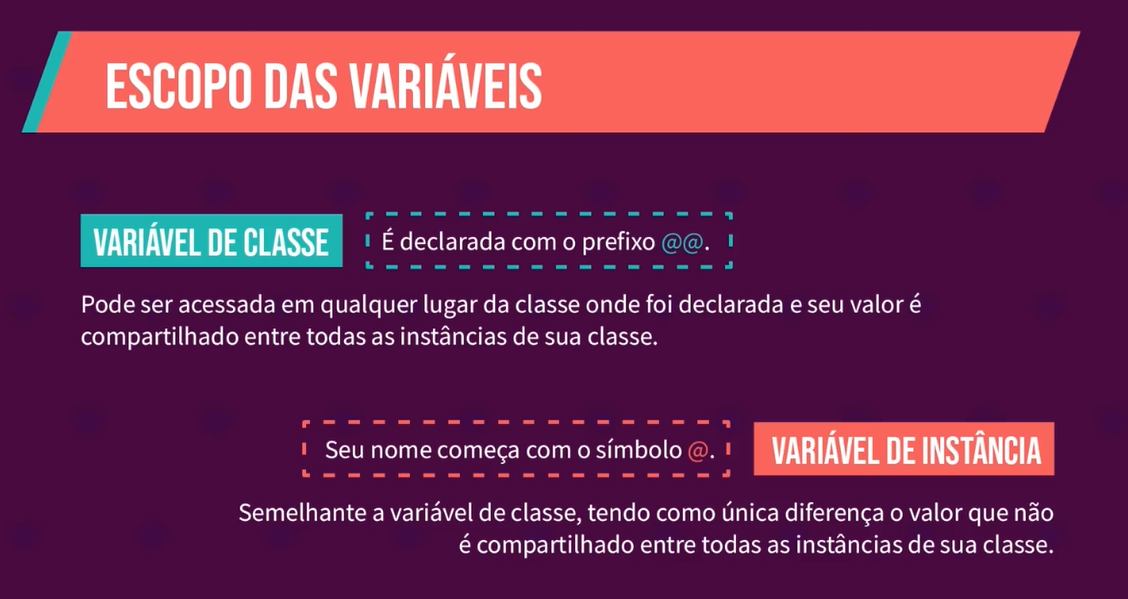 ESCOPO DAS VARIÁVEIS
VARIÁVEL DE CLASSE
É declarada com o prefixo @@.
Pode ser acessada em qualquer lugar da classe onde foi declarada e seu valor é
compartilhado entre todas as instâncias de sua classe.
Seu nome começa com o símbolo @.
VARIÁVEL DE INSTÂNCIA
Semelhante a variável de classe, tendo como única diferença o valor que não
é compartilhado entre todas as instâncias de sua classe.